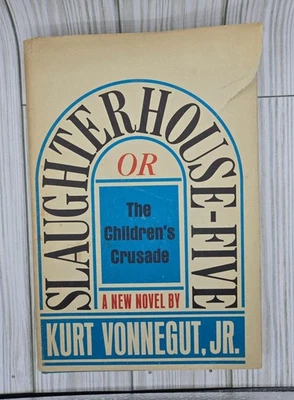 SLAUGHTERHOUSE-FIVE
OR
The
Children's
Crusade
A NEW NOVEL BY
KURT VONNEGUT, JR.